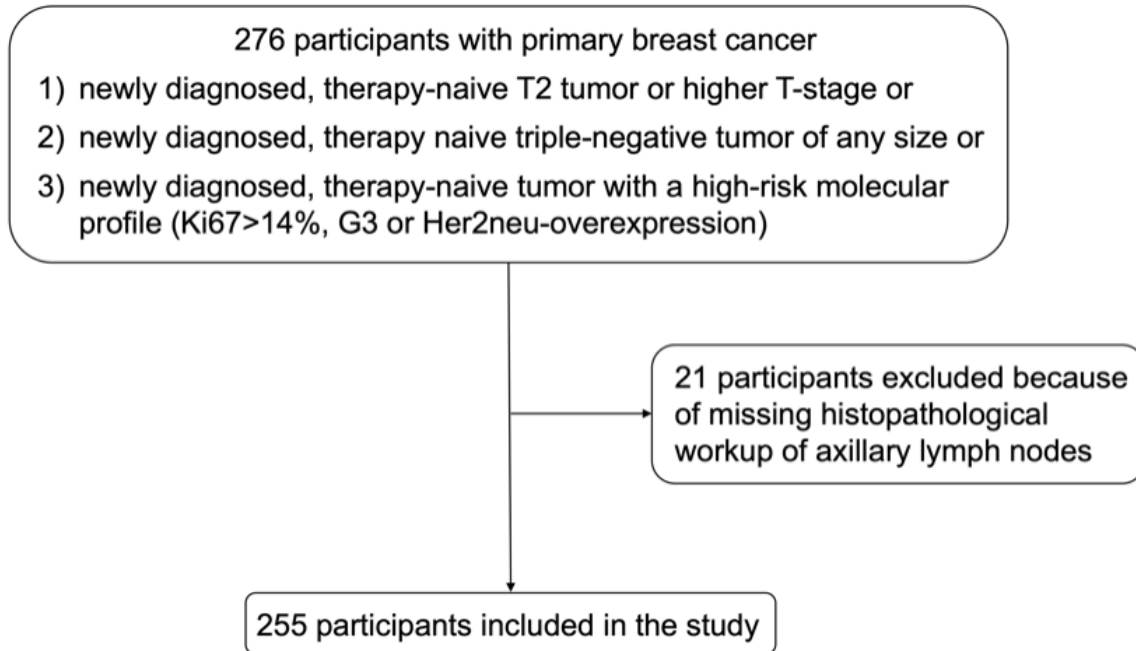 276 participants with primary breast cancer
1) newly diagnosed, therapy-naive T2 tumor or higher T-stage or
2) newly diagnosed, therapy naive triple-negative tumor of any size or
3) newly diagnosed, therapy-naive tumor with a high-risk molecular
profile (Ki67>14%, G3 or Her2neu-overexpression)
21 participants excluded because
of missing histopathological
workup of axillary lymph nodes
255 participants included in the study